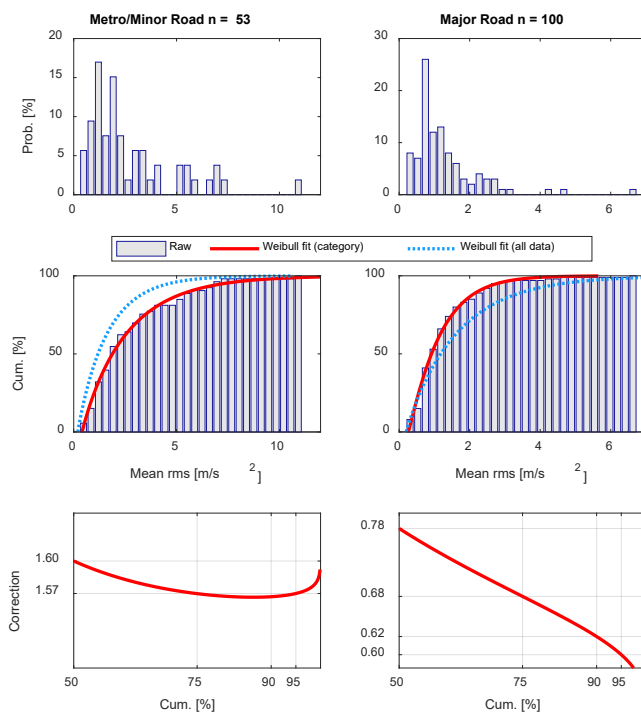 Metro/Minor Road n = 53
Major Road n = 100
Prob. [%]
20
15
10
5
0
0 5 10
30
20
10
0
0 2 4 6
Raw
Weibull fit (category)
Weibull fit (all data)
Cum. [%]
100
50
0
0 5 10
Mean rms [m/s 2]
100
50
0
0 2 4 6
Mean rms [m/s 2]
Correction
1.60
1.57
50 75 90 95
Cum. [%]
0.78
0.68
0.62
0.60
50 75 90 95
Cum. [%]